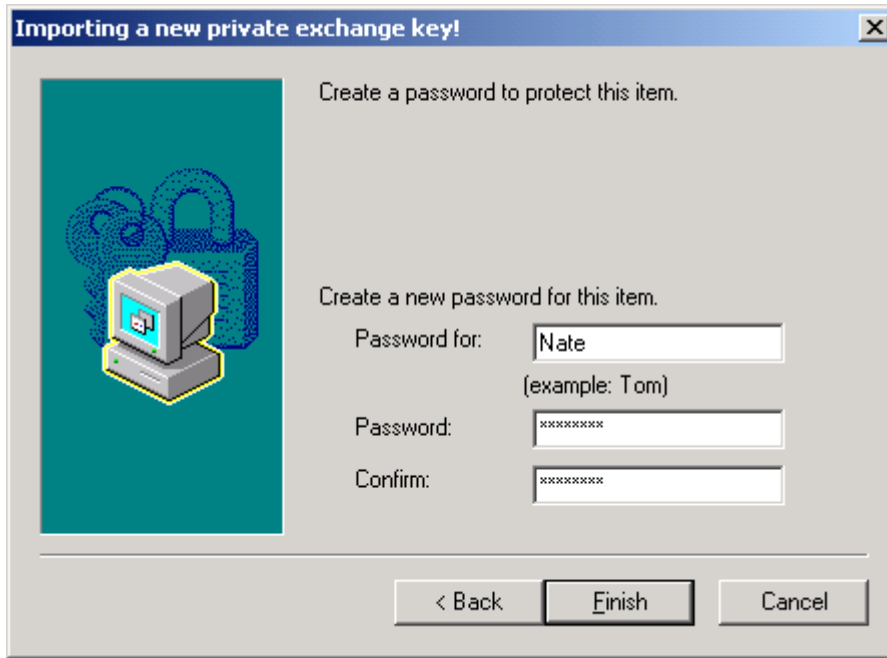 Importing a new private exchange key!
Create a password to protect this item.
Create a new password for this item.
Password for: Nate
(example: Tom)
Password: ********
Confirm: ********
< Back Finish Cancel